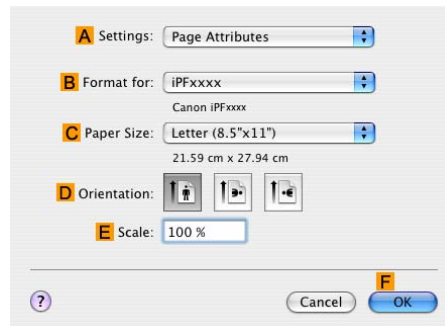 A Settings: Page Attributes
B Format for: iPFxxxx
Canon iPFxxxx
C Paper Size: Letter (8.5"x11")
21.59 cm x 27.94 cm
D Orientation:
E Scale: 100 %
F
? Cancel OK